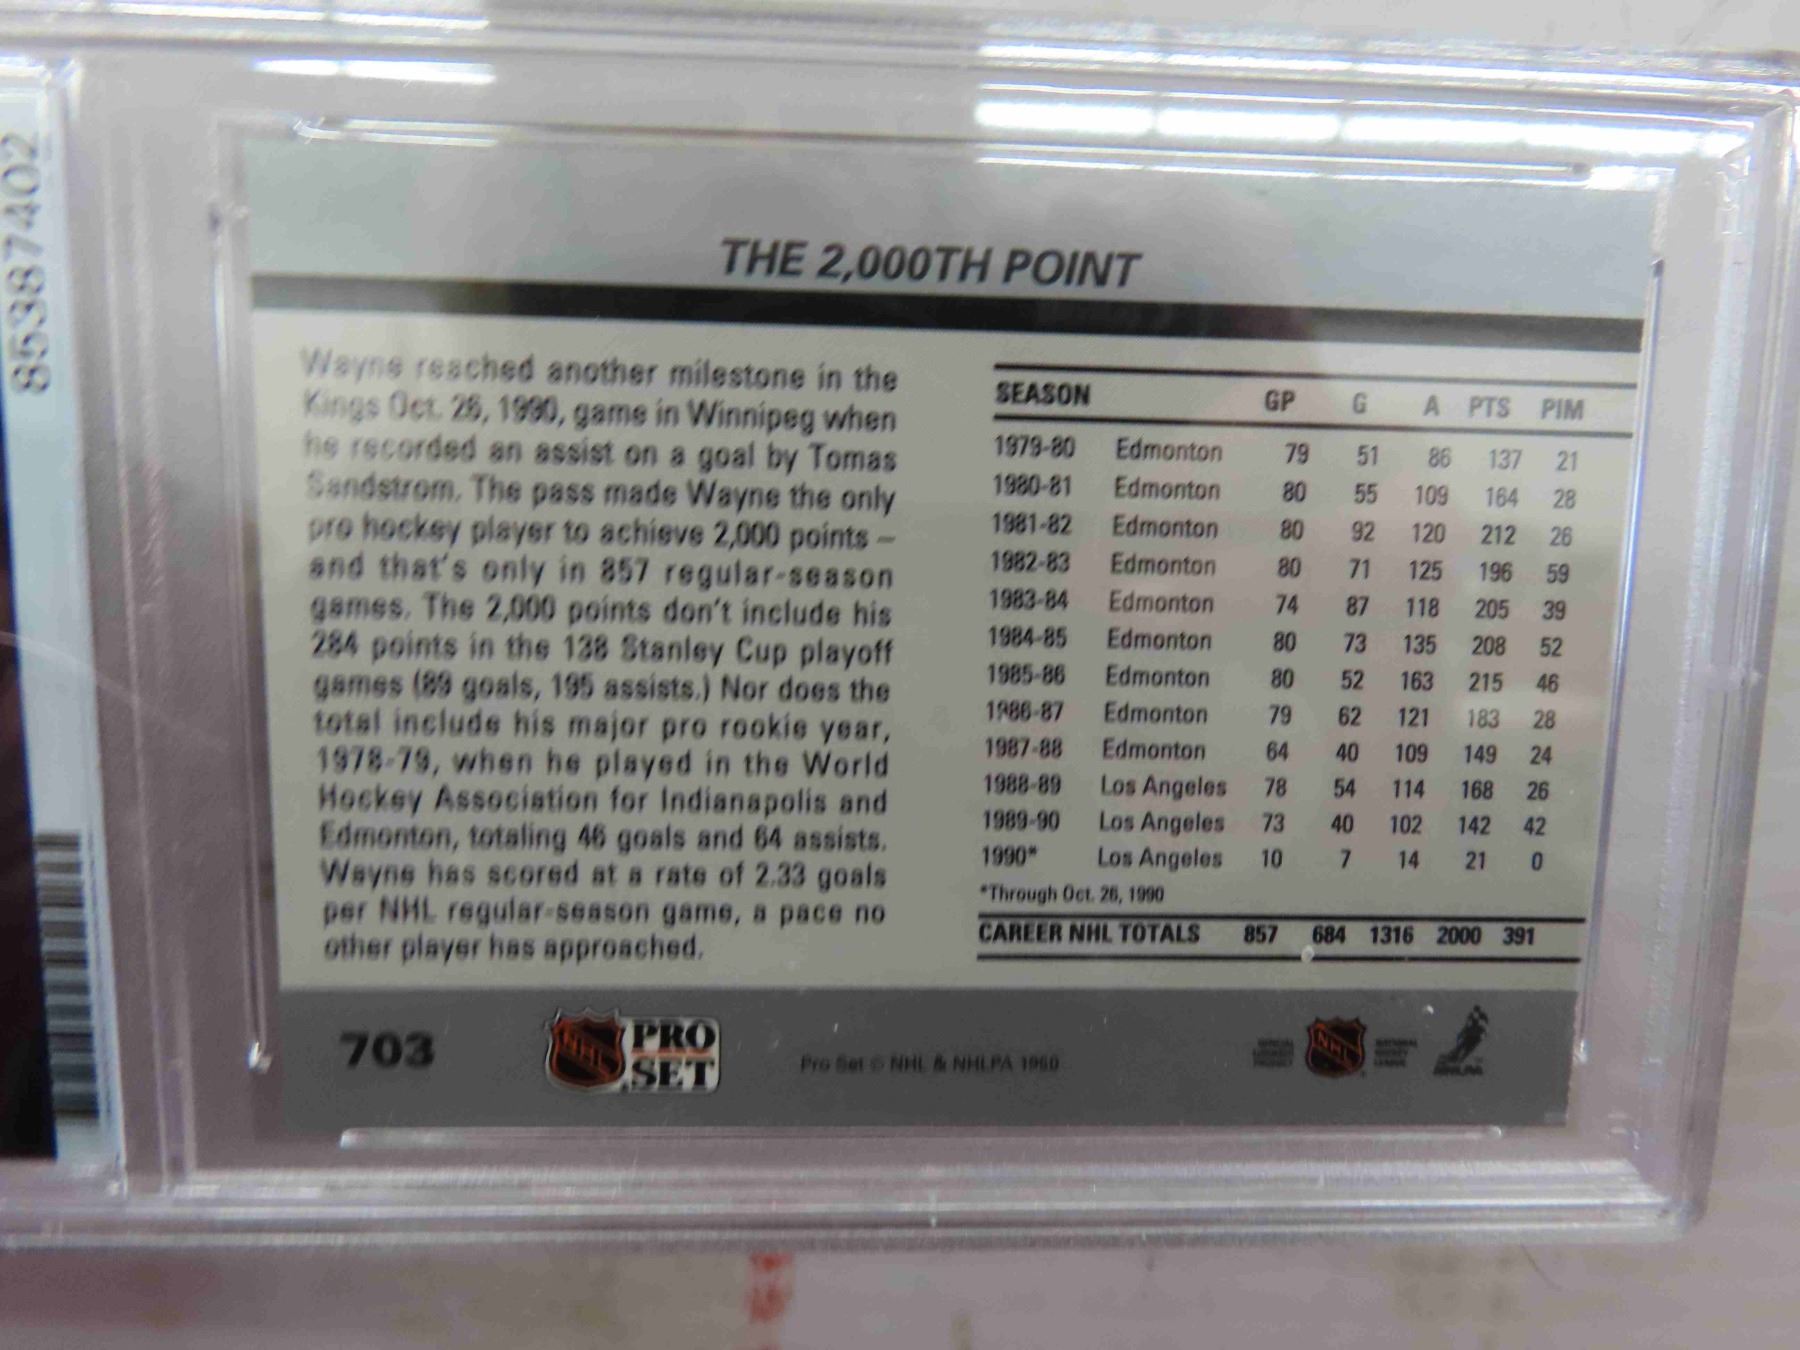 85387402
THE 2,000TH POINT
Wayne reached another milestone in the
Kings Oct. 26, 1990, game in Winnipeg when
he recorded an assist on a goal by Tomas
Sandstrom. The pass made Wayne the only
pro hockey player to achieve 2,000 points –
and that's only in 857 regular-season
games. The 2,000 points don't include his
284 points in the 138 Stanley Cup playoff
games (89 goals, 195 assists.) Nor does the
total include his major pro rookie year,
1978-79, when he played in the World
Hockey Association for Indianapolis and
Edmonton, totaling 46 goals and 64 assists.
Wayne has scored at a rate of 2.33 goals
per NHL regular-season game, a pace no
other player has approached.
SEASON GP G A PTS PIM
1979-80 Edmonton 79 51 86 137 21
1980-81 Edmonton 80 55 109 164 28
1981-82 Edmonton 80 92 120 212 26
1982-83 Edmonton 80 71 125 196 59
1983-84 Edmonton 74 87 118 205 39
1984-85 Edmonton 80 73 135 208 52
1985-86 Edmonton 80 52 163 215 46
1986-87 Edmonton 79 62 121 183 28
1987-88 Edmonton 64 40 109 149 24
1988-89 Los Angeles 78 54 114 168 26
1989-90 Los Angeles 73 40 102 142 42
1990* Los Angeles 10 7 14 21 0
*Through Oct. 26, 1990
CAREER NHL TOTALS 857 684 1316 2000 391
703
NHL
PRO
SET
Pro Set © NHL & NHLPA 1990
NHL
NHLPA